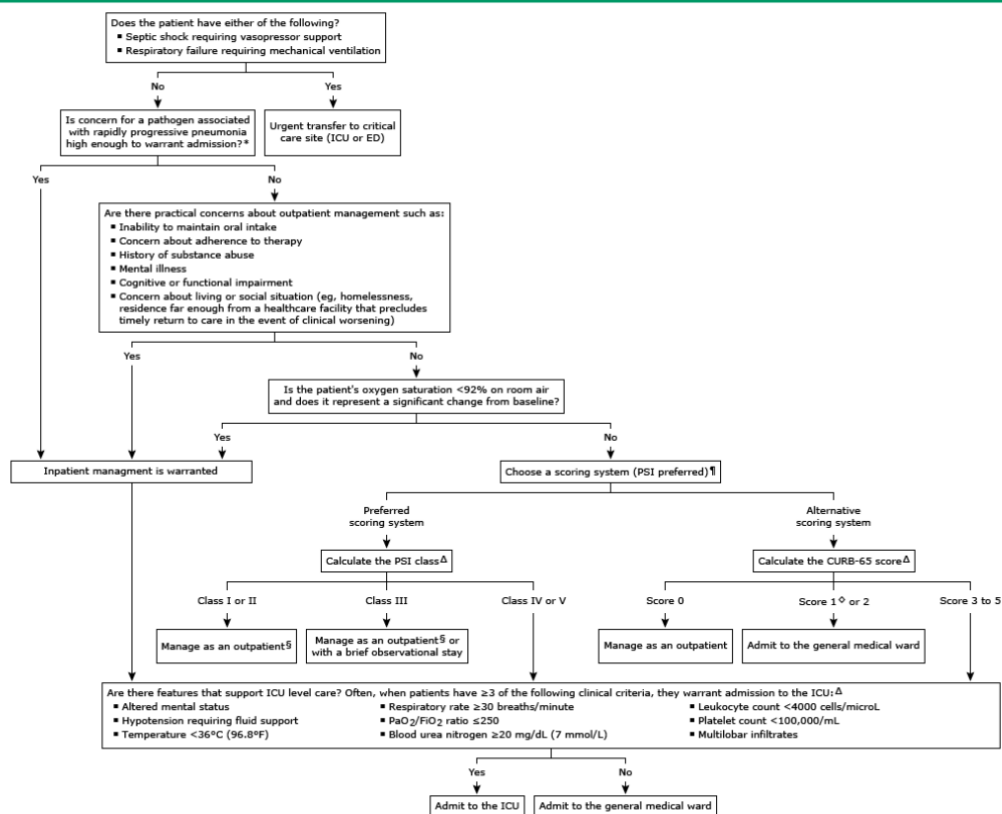 Does the patient have either of the following?
▪ Septic shock requiring vasopressor support
▪ Respiratory failure requiring mechanical ventilation
No
Yes
Is concern for a pathogen associated
with rapidly progressive pneumonia
high enough to warrant admission?*
Urgent transfer to critical
care site (ICU or ED)
Yes
No
Are there practical concerns about outpatient management such as:
▪ Inability to maintain oral intake
▪ Concern about adherence to therapy
▪ History of substance abuse
▪ Mental illness
▪ Cognitive or functional impairment
▪ Concern about living or social situation (eg, homelessness,
residence far enough from a healthcare facility that precludes
timely return to care in the event of clinical worsening)
Yes
No
Is the patient's oxygen saturation <92% on room air
and does it represent a significant change from baseline?
Yes
No
Inpatient managment is warranted
Choose a scoring system (PSI preferred)¶
Preferred
scoring system
Alternative
scoring system
Calculate the PSI classΔ
Calculate the CURB-65 scoreΔ
Class I or II
Class III
Class IV or V
Score 0
Score 1◊ or 2
Score 3 to 5
Manage as an outpatient§
Manage as an outpatient§ or
with a brief observational stay
Manage as an outpatient
Admit to the general medical ward
Are there features that support ICU level care? Often, when patients have ≥3 of the following clinical criteria, they warrant admission to the ICU:Δ
▪ Altered mental status
▪ Hypotension requiring fluid support
▪ Temperature <36°C (96.8°F)
▪ Respiratory rate ≥30 breaths/minute
▪ PaO2/FiO2 ratio ≤250
▪ Blood urea nitrogen ≥20 mg/dL (7 mmol/L)
▪ Leukocyte count <4000 cells/microL
▪ Platelet count <100,000/mL
▪ Multilobar infiltrates
Yes
No
Admit to the ICU
Admit to the general medical ward